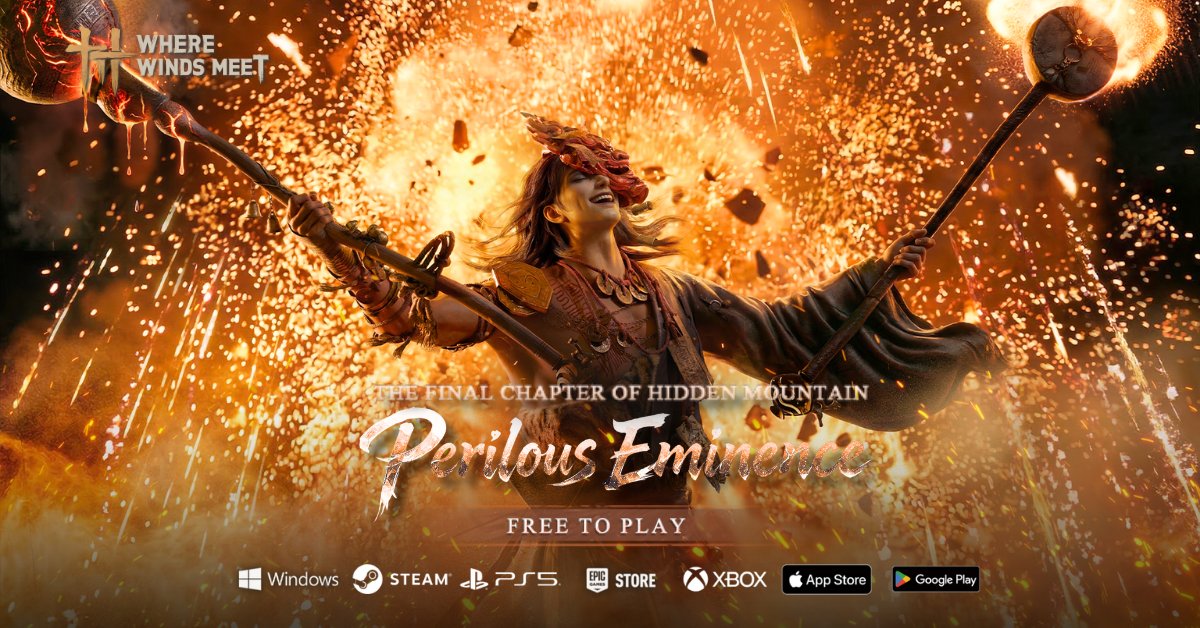 WHERE
WINDS MEET
THE FINAL CHAPTER OF HIDDEN MOUNTAIN
Perilous Eminence
FREE TO PLAY
Windows STEAM PS5 EPIC GAMES STORE XBOX App Store Google Play